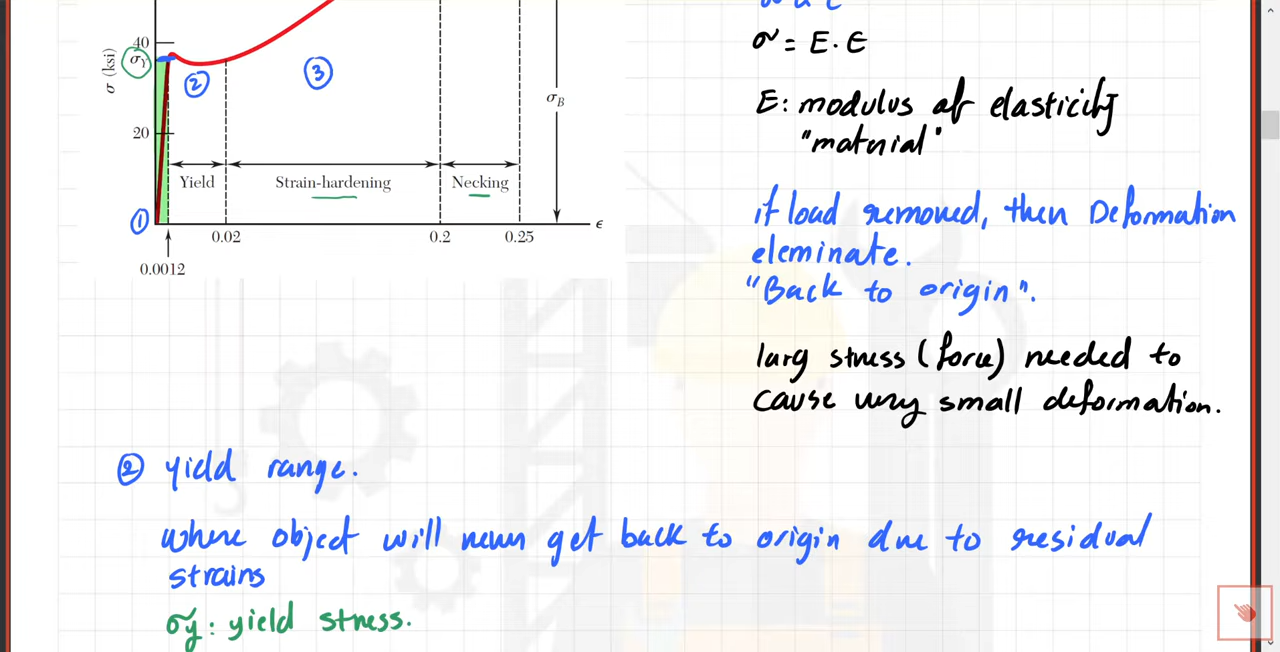 σ = E . ϵ
E: modulus of elasticity
"material"
if load removed, then Deformation
eleminate.
"Back to origin".
larg stress (force) needed to
cause very small deformation.
40
σY
σ (ksi)
20
②
③
①
σB
Yield
Strain-hardening
Necking
ϵ
0.02
0.2
0.25
0.0012
② yield range.
where object will never get back to origin due to residual
strains
σy: yield stress.